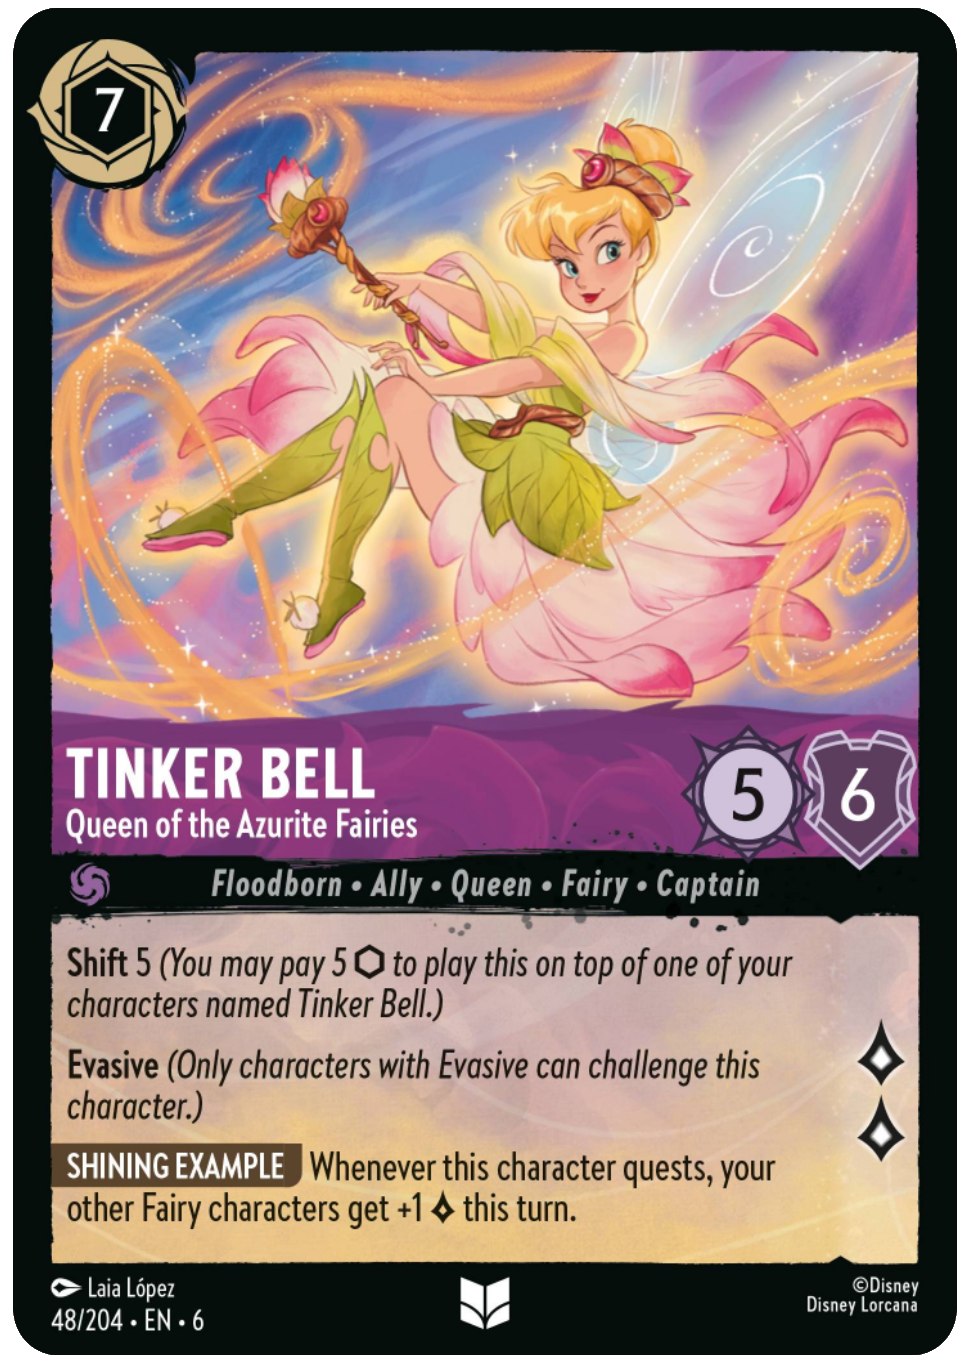 7
TINKER BELL
Queen of the Azurite Fairies
5
6
Floodborn • Ally • Queen • Fairy • Captain
Shift 5 (You may pay 5 ⬡ to play this on top of one of your
characters named Tinker Bell.)
Evasive (Only characters with Evasive can challenge this
character.)
SHINING EXAMPLE Whenever this character quests, your
other Fairy characters get +1 ◊ this turn.
Laia López
48/204 • EN • 6
©Disney
Disney Lorcana